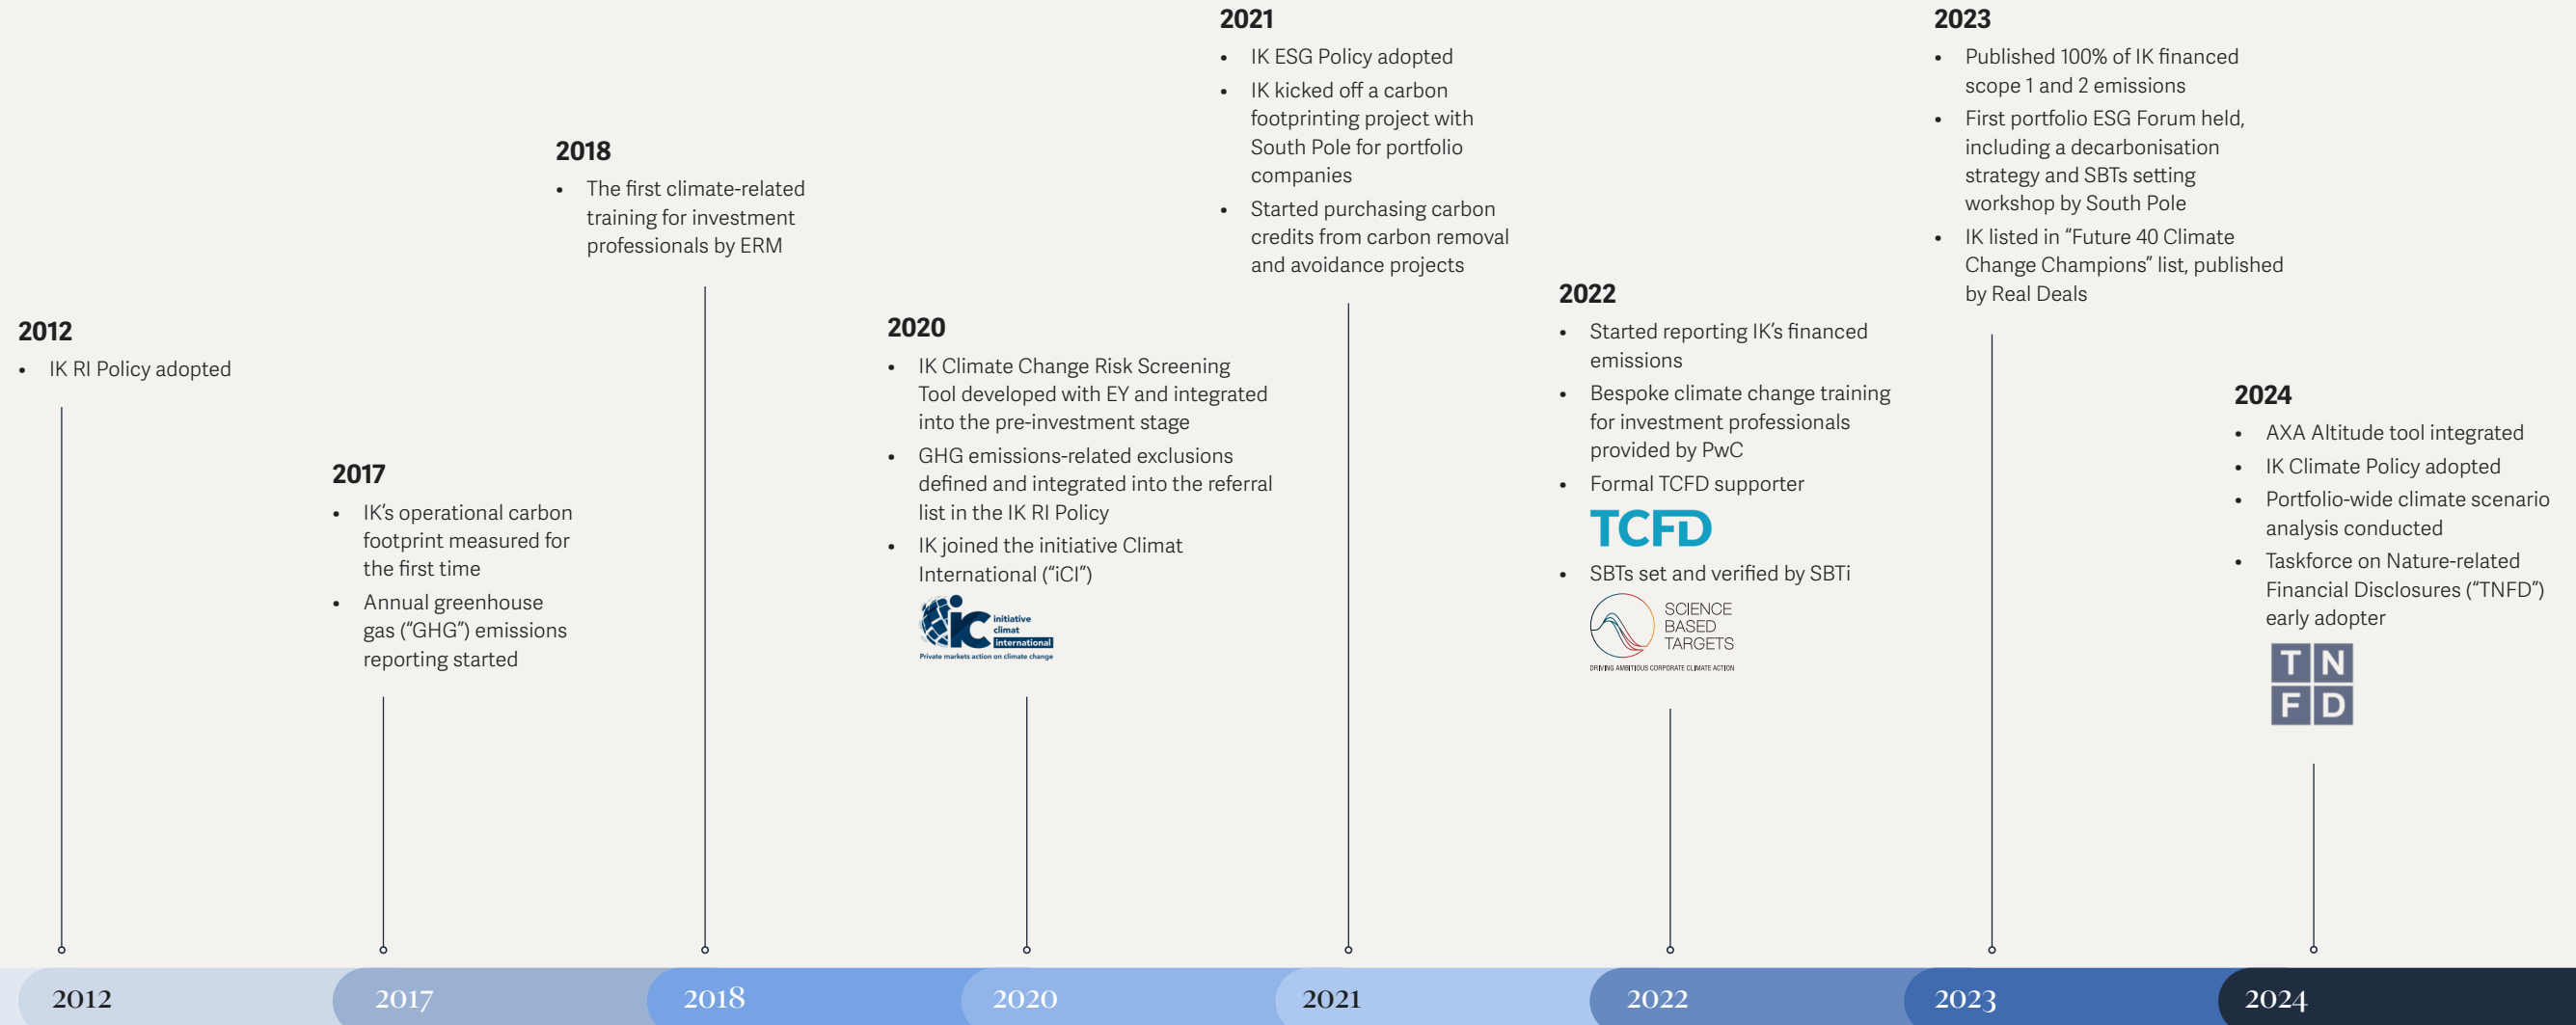 2012
• IK RI Policy adopted
2017
• IK’s operational carbon
footprint measured for
the first time
• Annual greenhouse
gas (“GHG”) emissions
reporting started
2018
• The first climate-related
training for investment
professionals by ERM
2020
• IK Climate Change Risk Screening
Tool developed with EY and integrated
into the pre-investment stage
• GHG emissions-related exclusions
defined and integrated into the referral
list in the IK RI Policy
• IK joined the initiative Climat
International (“iCI”)
iC
initiative
climat
international
Private markets action on climate change
2021
• IK ESG Policy adopted
• IK kicked off a carbon
footprinting project with
South Pole for portfolio
companies
• Started purchasing carbon
credits from carbon removal
and avoidance projects
2022
• Started reporting IK’s financed
emissions
• Bespoke climate change training
for investment professionals
provided by PwC
• Formal TCFD supporter
TCFD
• SBTs set and verified by SBTi
SCIENCE
BASED
TARGETS
DRIVING AMBITIOUS CORPORATE CLIMATE ACTION
2023
• Published 100% of IK financed
scope 1 and 2 emissions
• First portfolio ESG Forum held,
including a decarbonisation
strategy and SBTs setting
workshop by South Pole
• IK listed in “Future 40 Climate
Change Champions” list, published
by Real Deals
2024
• AXA Altitude tool integrated
• IK Climate Policy adopted
• Portfolio-wide climate scenario
analysis conducted
• Taskforce on Nature-related
Financial Disclosures (“TNFD”)
early adopter
T N
F D
2012 2017 2018 2020 2021 2022 2023 2024